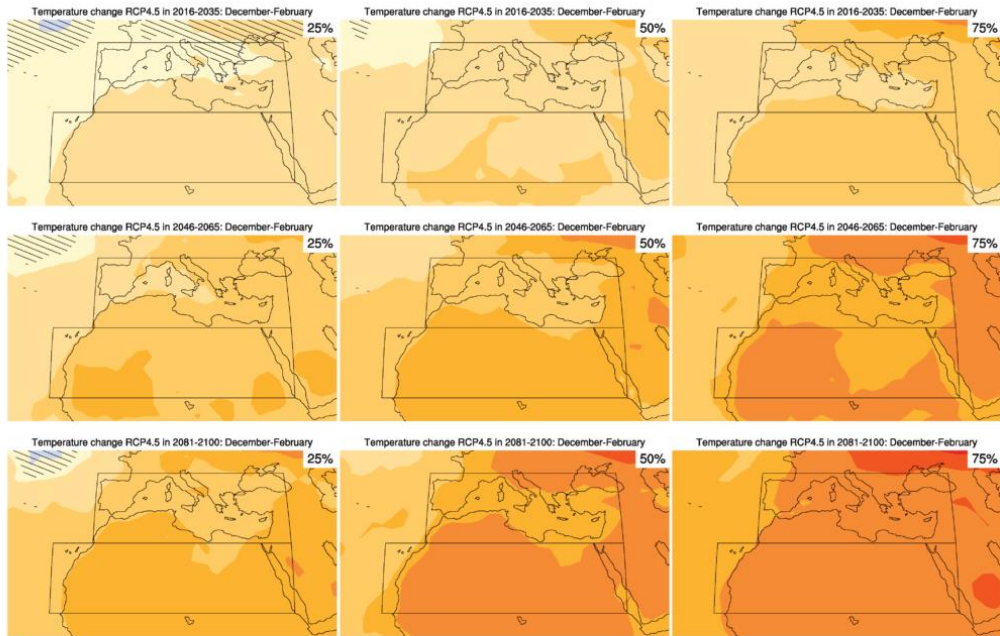 Temperature change RCP4.5 in 2016-2035: December-February
25%
Temperature change RCP4.5 in 2016-2035: December-February
50%
Temperature change RCP4.5 in 2016-2035: December-February
75%
Temperature change RCP4.5 in 2046-2065: December-February
25%
Temperature change RCP4.5 in 2046-2065: December-February
50%
Temperature change RCP4.5 in 2046-2065: December-February
75%
Temperature change RCP4.5 in 2081-2100: December-February
25%
Temperature change RCP4.5 in 2081-2100: December-February
50%
Temperature change RCP4.5 in 2081-2100: December-February
75%